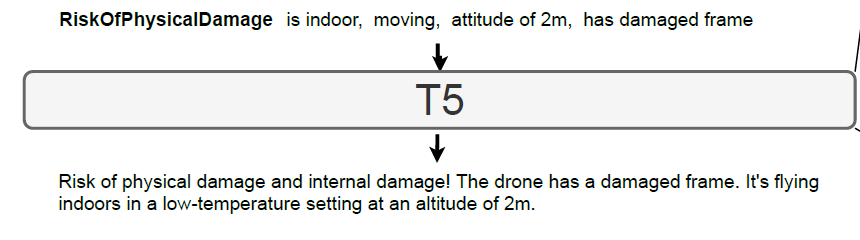 RiskOfPhysicalDamage is indoor, moving, attitude of 2m, has damaged frame
T5
Risk of physical damage and internal damage! The drone has a damaged frame. It's flying
indoors in a low-temperature setting at an altitude of 2m.